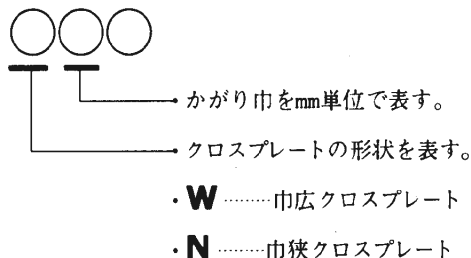 ○○○
・かがり巾をmm単位で表す。
・クロスプレートの形状を表す。
・W ………巾広クロスプレート
・N ………巾狭クロスプレート